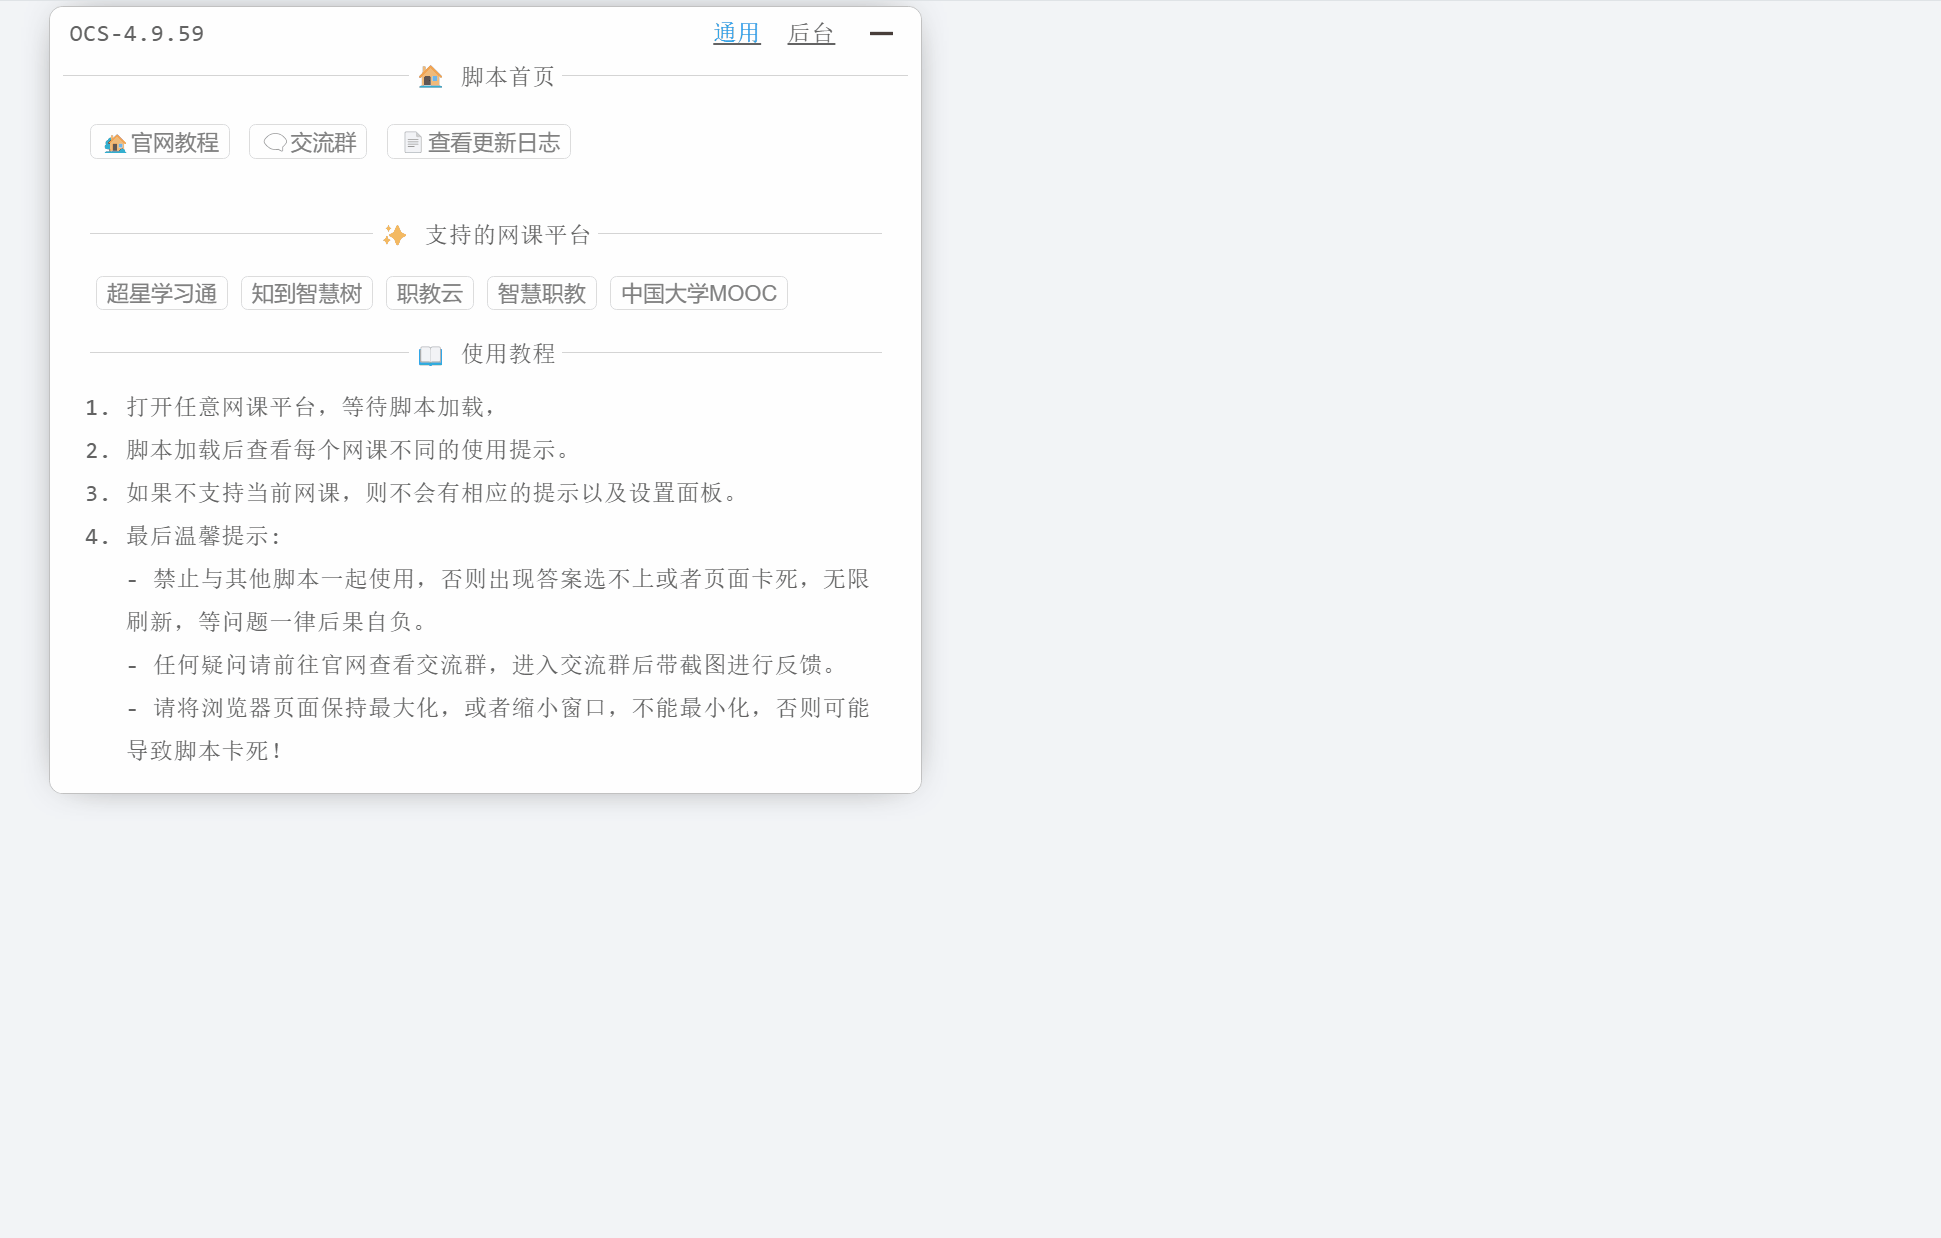 OCS-4.9.59 通用 后台
🏠 脚本首页
🏡官网教程 🗨️交流群 📄查看更新日志
✨ 支持的网课平台
超星学习通 知到智慧树 职教云 智慧职教 中国大学MOOC
📖 使用教程
1. 打开任意网课平台，等待脚本加载，
2. 脚本加载后查看每个网课不同的使用提示。
3. 如果不支持当前网课，则不会有相应的提示以及设置面板。
4. 最后温馨提示:
- 禁止与其他脚本一起使用，否则出现答案选不上或者页面卡死，无限
刷新，等问题一律后果自负。
- 任何疑问请前往官网查看交流群，进入交流群后带截图进行反馈。
- 请将浏览器页面保持最大化，或者缩小窗口，不能最小化，否则可能
导致脚本卡死！